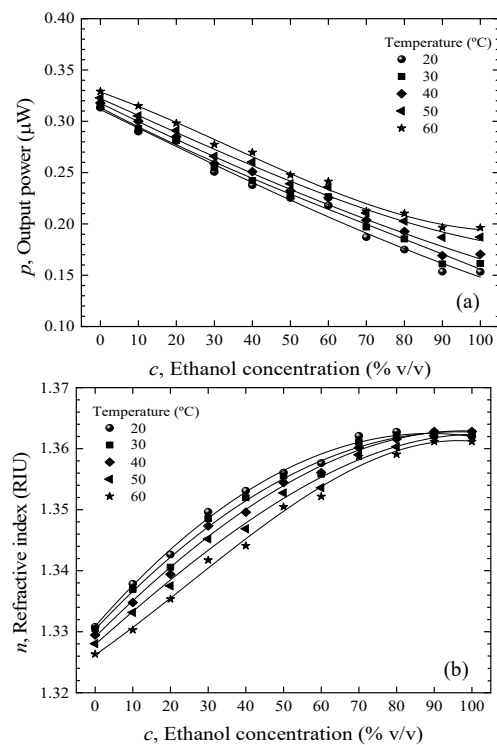 0.40
0.35
0.30
0.25
0.20
0.15
0.10
p, Output power (μW)
Temperature (ºC)
20
30
40
50
60
(a)
0 10 20 30 40 50 60 70 80 90 100
c, Ethanol concentration (% v/v)
1.37
1.36
1.35
1.34
1.33
1.32
n, Refractive index (RIU)
Temperature (ºC)
20
30
40
50
60
(b)
0 10 20 30 40 50 60 70 80 90 100
c, Ethanol concentration (% v/v)